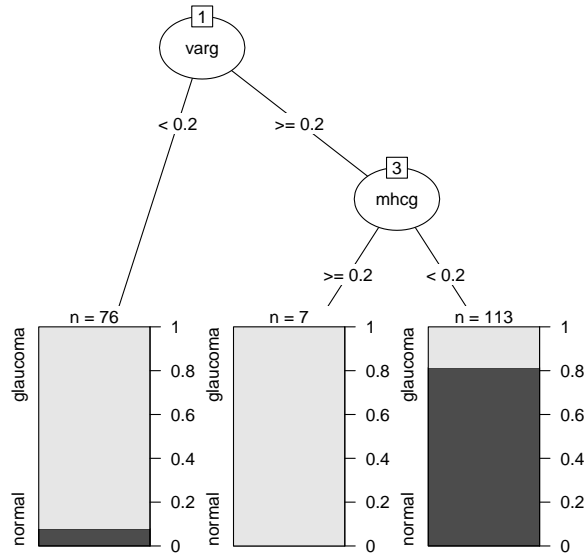 1
varg
< 0.2
>= 0.2
3
mhcg
>= 0.2
< 0.2
n = 76
normal
glaucoma
0
0.2
0.4
0.6
0.8
1
n = 7
normal
glaucoma
0
0.2
0.4
0.6
0.8
1
n = 113
normal
glaucoma
0
0.2
0.4
0.6
0.8
1